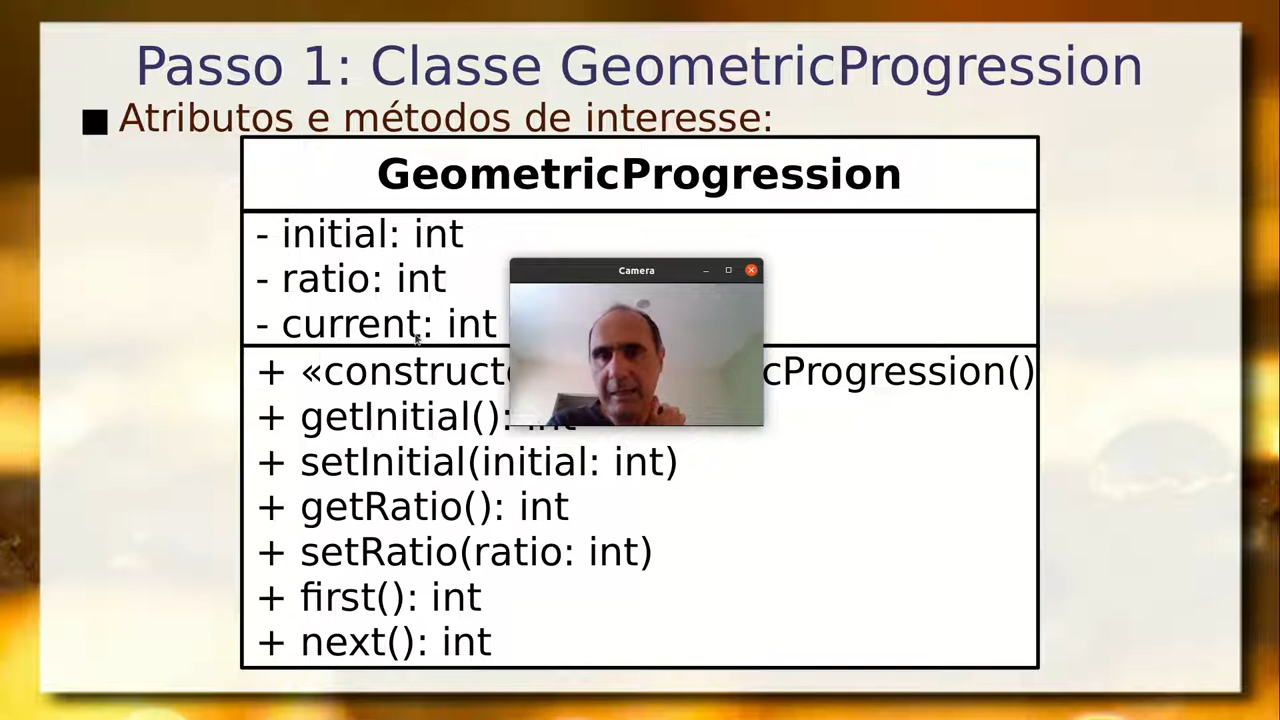 Passo 1: Classe GeometricProgression
Atributos e métodos de interesse:
GeometricProgression
- initial: int
- ratio: int
- current: int
Camera
+ «constructo cProgression()
+ getInitial(): int
+ setInitial(initial: int)
+ getRatio(): int
+ setRatio(ratio: int)
+ first(): int
+ next(): int